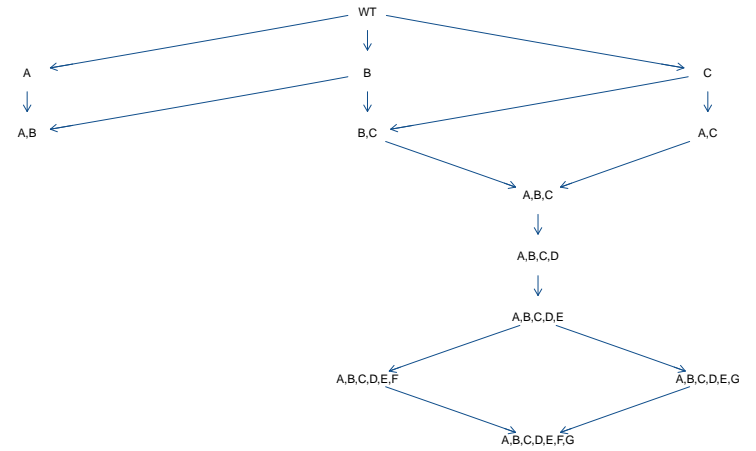 WT
A
B
C
A,B
B,C
A,C
A,B,C
A,B,C,D
A,B,C,D,E
A,B,C,D,E,F
A,B,C,D,E,G
A,B,C,D,E,F,G